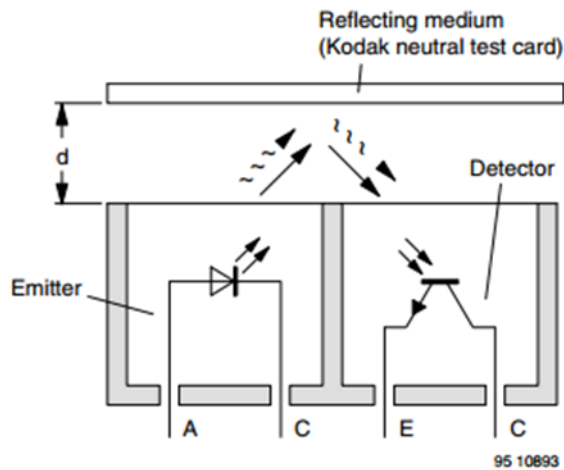 Reflecting medium
(Kodak neutral test card)
d
Detector
Emitter
A C E C
95 10893